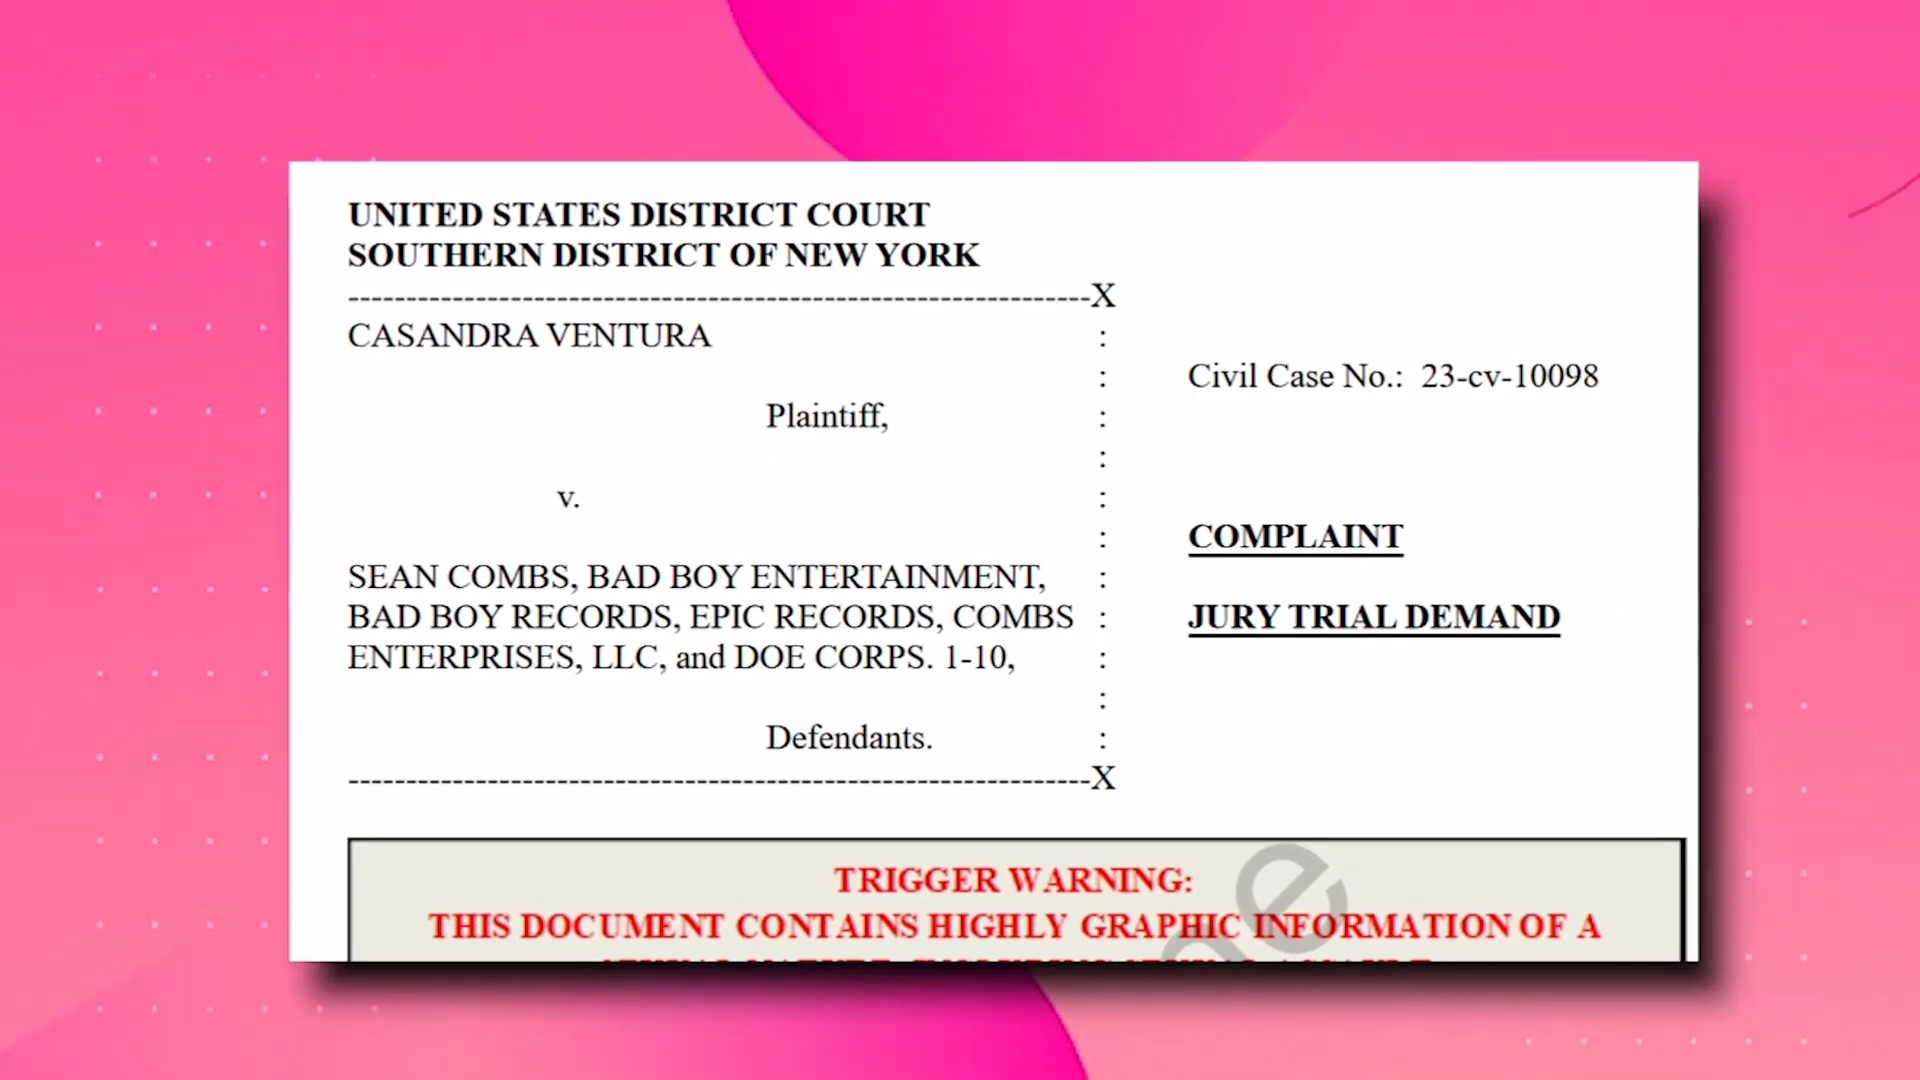 UNITED STATES DISTRICT COURT
SOUTHERN DISTRICT OF NEW YORK
----------------------------------------------------------------X
CASANDRA VENTURA :
: Civil Case No.: 23-cv-10098
Plaintiff, :
:
v. :
: COMPLAINT
SEAN COMBS, BAD BOY ENTERTAINMENT, :
BAD BOY RECORDS, EPIC RECORDS, COMBS : JURY TRIAL DEMAND
ENTERPRISES, LLC, and DOE CORPS. 1-10, :
:
Defendants. :
----------------------------------------------------------------X
TRIGGER WARNING:
THIS DOCUMENT CONTAINS HIGHLY GRAPHIC INFORMATION OF A